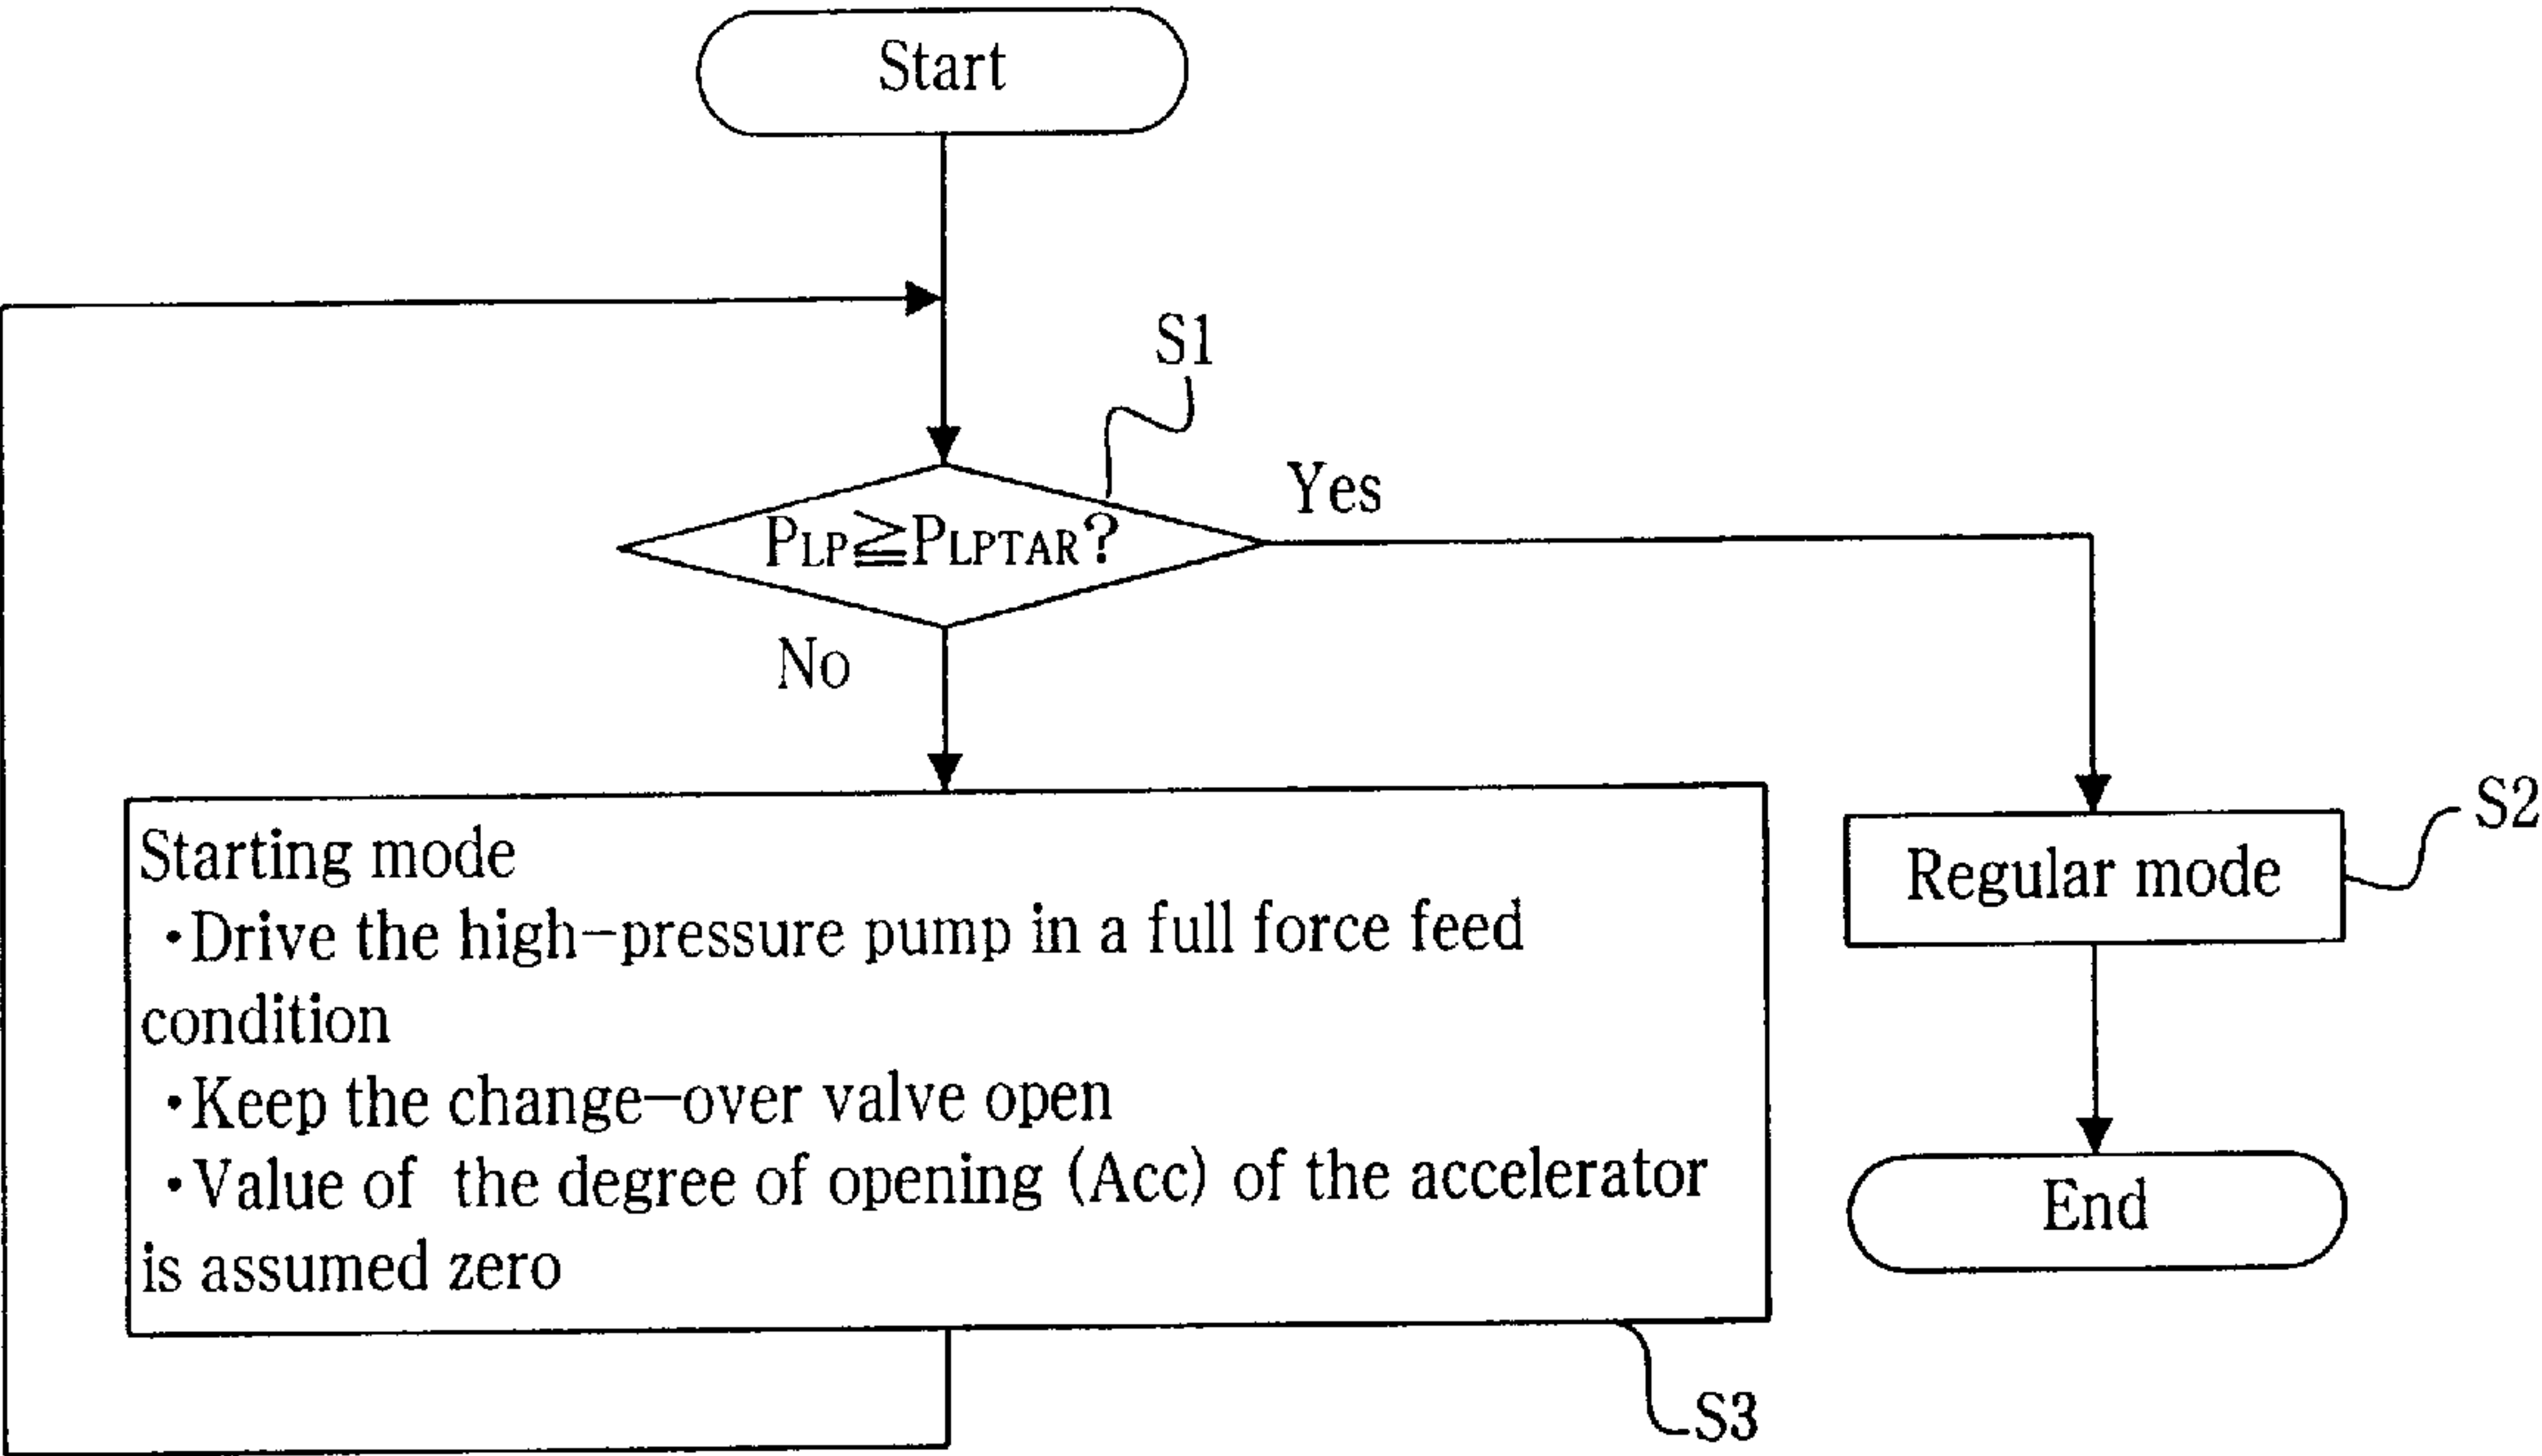 Start
S1
PLP≧PLPTAR?
Yes
No
Starting mode
・Drive the high-pressure pump in a full force feed
condition
・Keep the change-over valve open
・Value of the degree of opening (Acc) of the accelerator
is assumed zero
S3
Regular mode
S2
End